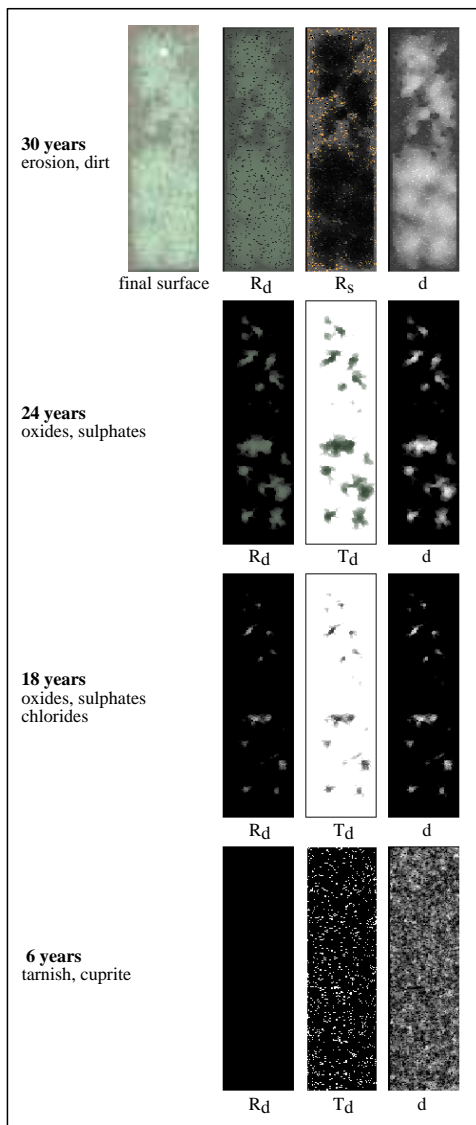 30 years
erosion, dirt
final surface Rd Rs d
24 years
oxides, sulphates
Rd Td d
18 years
oxides, sulphates
chlorides
Rd Td d
6 years
tarnish, cuprite
Rd Td d